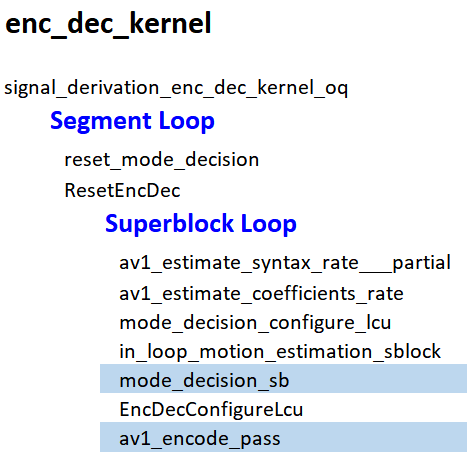 enc_dec_kernel
signal_derivation_enc_dec_kernel_oq
Segment Loop
reset_mode_decision
ResetEncDec
Superblock Loop
av1_estimate_syntax_rate___partial
av1_estimate_coefficients_rate
mode_decision_configure_lcu
in_loop_motion_estimation_sblock
mode_decision_sb
EncDecConfigureLcu
av1_encode_pass